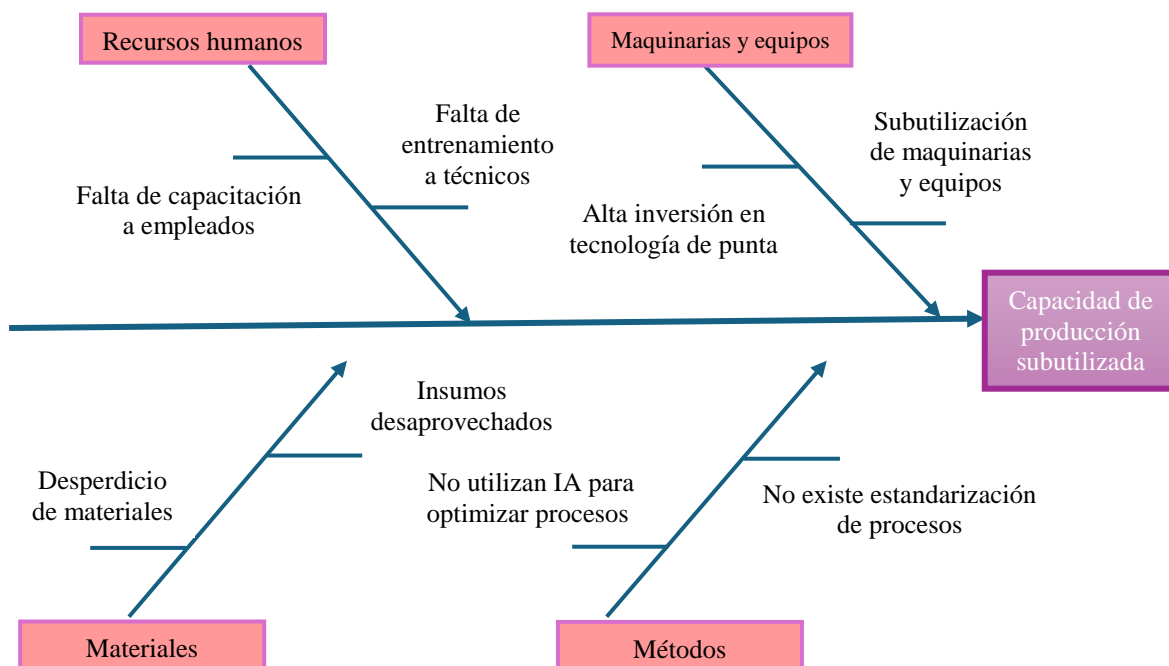 Recursos humanos
Maquinarias y equipos
Falta de
entrenamiento
a técnicos
Falta de capacitación
a empleados
Subutilización
de maquinarias
y equipos
Alta inversión en
tecnología de punta
Capacidad de
producción
subutilizada
Insumos
desaprovechados
Desperdicio
de materiales
No utilizan IA para
optimizar procesos
No existe estandarización
de procesos
Materiales
Métodos